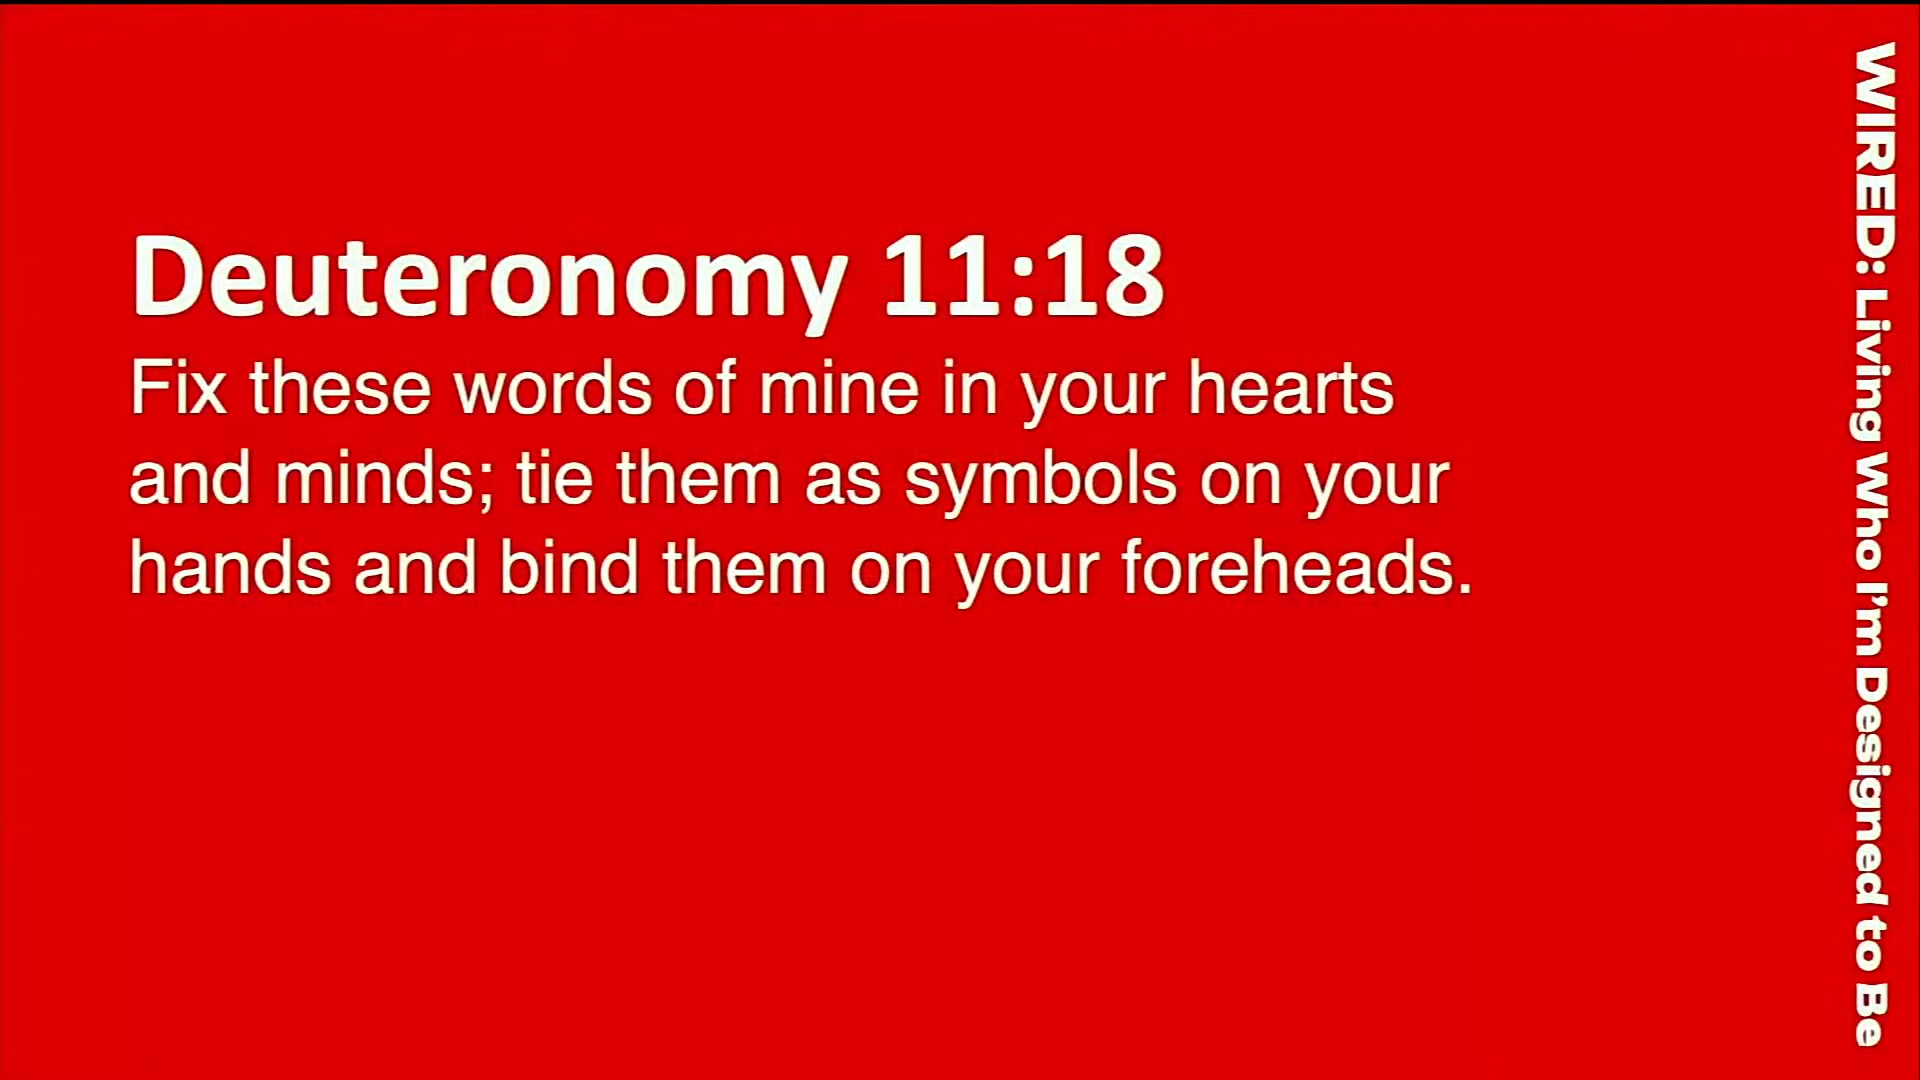 Deuteronomy 11:18
Fix these words of mine in your hearts
and minds; tie them as symbols on your
hands and bind them on your foreheads.
WIRED: Living Who I'm Designed to Be